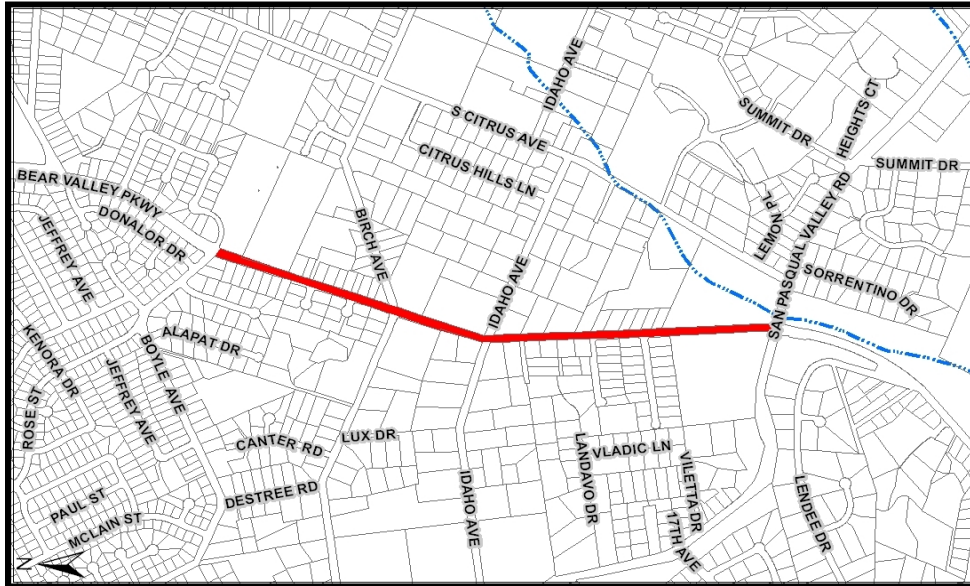 IDAHO AVE
S CITRUS AVE
CITRUS HILLS LN
SUMMIT DR
HEIGHTS CT
SUMMIT DR
BEAR VALLEY PKWY
DONALOR DR
JEFFREY AVE
BIRCH AVE
LEMON PL
SAN PASQUAL VALLEY RD
SORRENTINO DR
IDAHO AVE
KENORA DR
ALAPAT DR
BOYLE AVE
JEFFREY AVE
ROSE ST
CANTER RD
LUX DR
VLADIC LN
LANDAVO DR
VILETTA DR
IDAHO AVE
DESTREE RD
PAUL ST
MCLAIN ST
17TH AVE
LENDEE DR
N